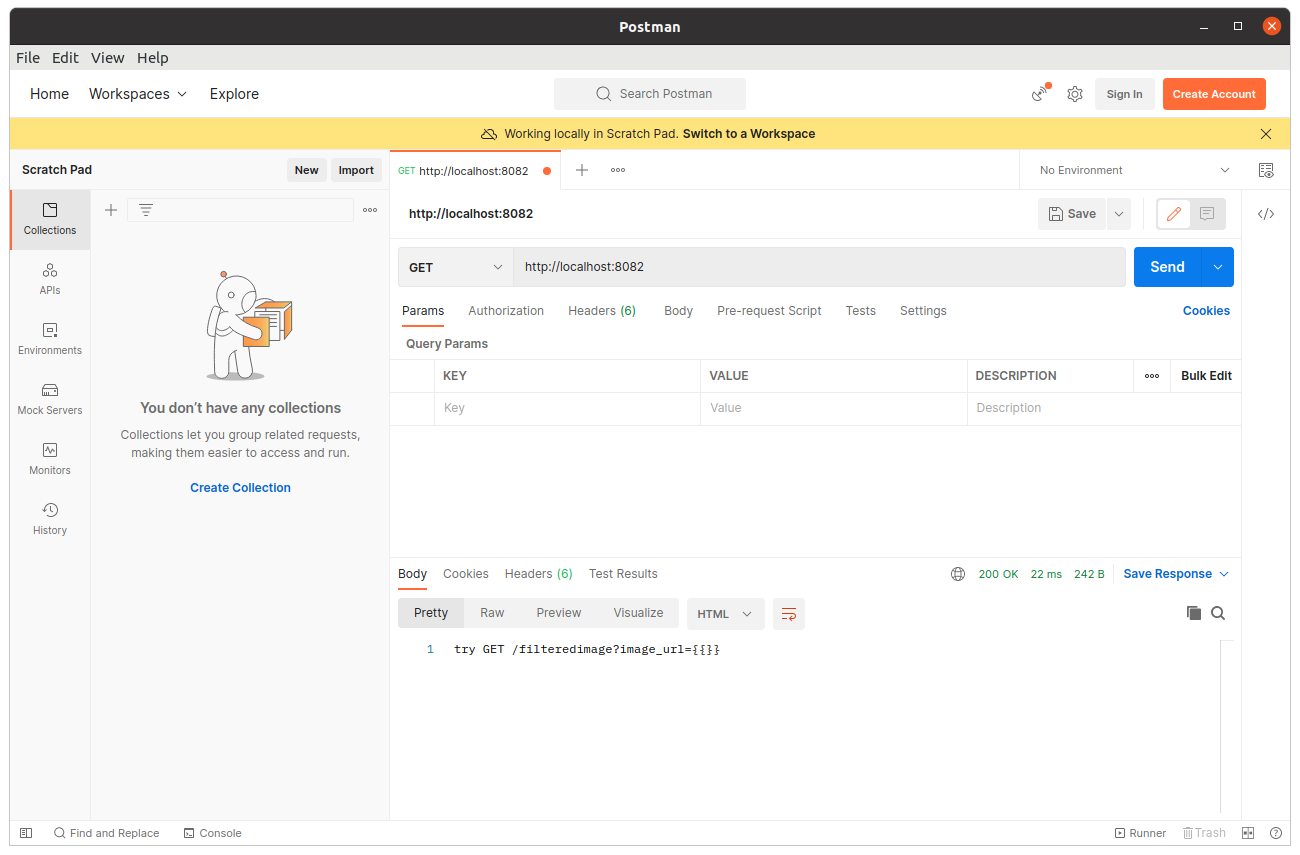 Postman
File Edit View Help
Home Workspaces Explore Search Postman Sign In Create Account
Working locally in Scratch Pad. Switch to a Workspace
Scratch Pad New Import GET http://localhost:8082 No Environment
http://localhost:8082 Save
Collections
APIs
Environments
Mock Servers
Monitors
History
You don’t have any collections
Collections let you group related requests,
making them easier to access and run.
Create Collection
GET http://localhost:8082 Send
Params Authorization Headers (6) Body Pre-request Script Tests Settings Cookies
Query Params
KEY VALUE DESCRIPTION Bulk Edit
Key Value Description
Body Cookies Headers (6) Test Results 200 OK 22 ms 242 B Save Response
Pretty Raw Preview Visualize HTML
1 try GET /filteredimage?image_url={{}}
Find and Replace Console Runner Trash